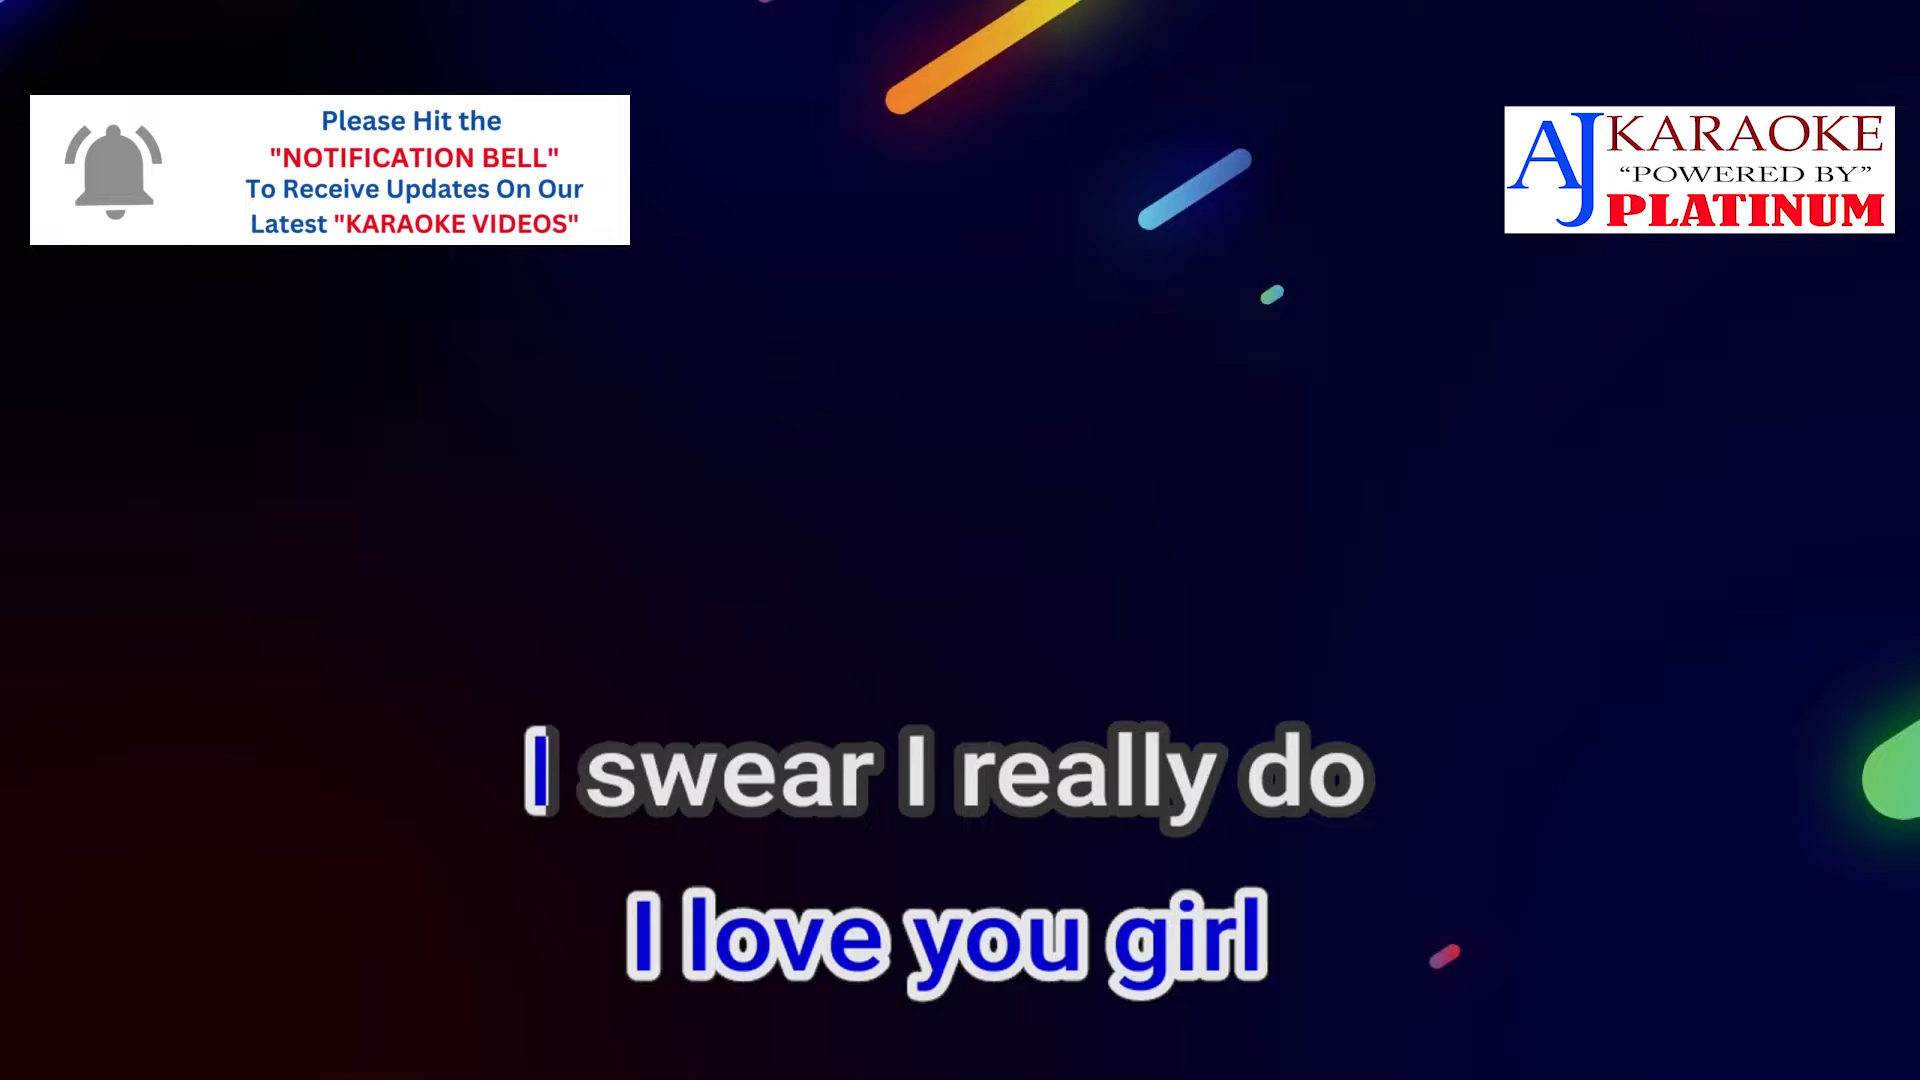 Please Hit the
"NOTIFICATION BELL"
To Receive Updates On Our
Latest "KARAOKE VIDEOS"
AJ KARAOKE
“POWERED BY”
PLATINUM
I swear I really do
I love you girl